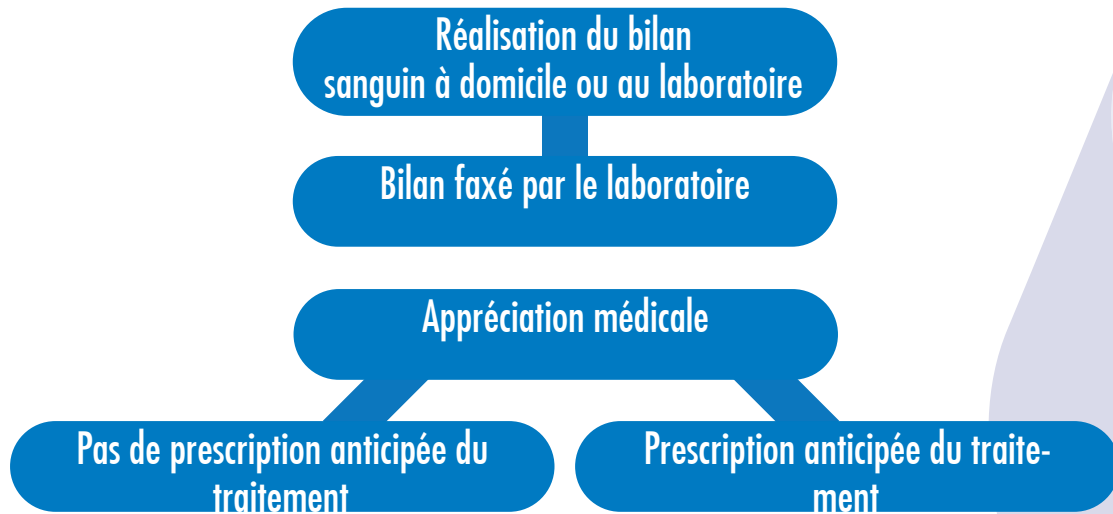 Réalisation du bilan
sanguin à domicile ou au laboratoire
Bilan faxé par le laboratoire
Appréciation médicale
Pas de prescription anticipée du
traitement
Prescription anticipée du traite-
ment